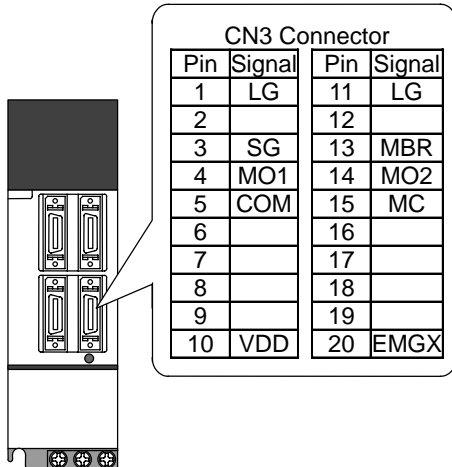 CN3 Connector
Pin Signal Pin Signal
1 LG 11 LG
2 12
3 SG 13 MBR
4 MO1 14 MO2
5 COM 15 MC
6 16
7 17
8 18
9 19
10 VDD 20 EMGX